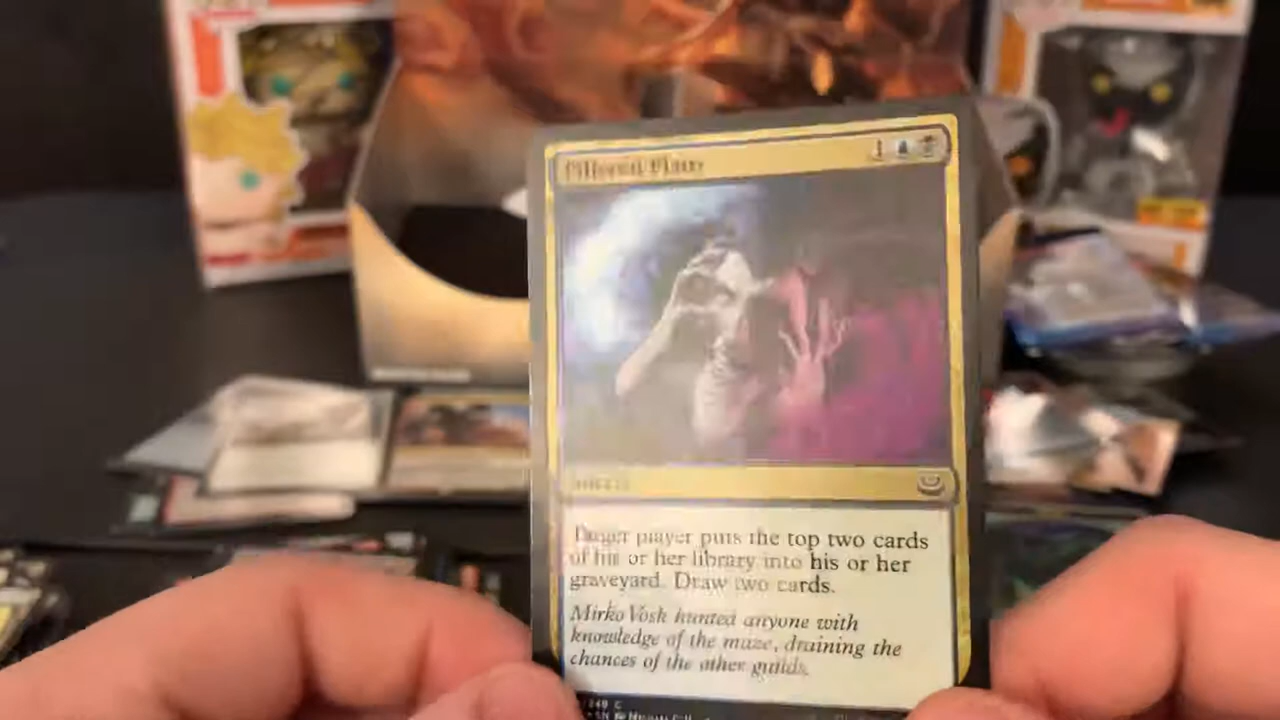 1
Target player puts the top two cards
of his or her library into his or her
graveyard. Draw two cards.
Mirko Vosk hunted anyone with
knowledge of the maze, draining the
chances of the other guilds.